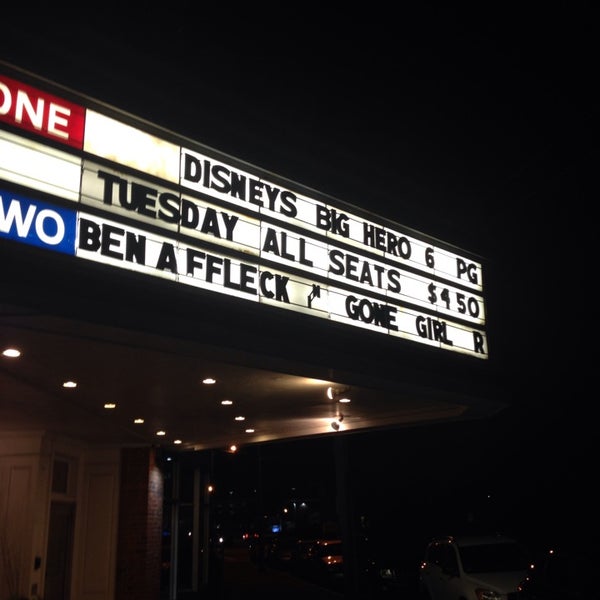 ONE
DISNEYS BIG HERO 6 PG
TUESDAY ALL SEATS $4 50
WO
BEN AFFLECK N GONE GIRL R